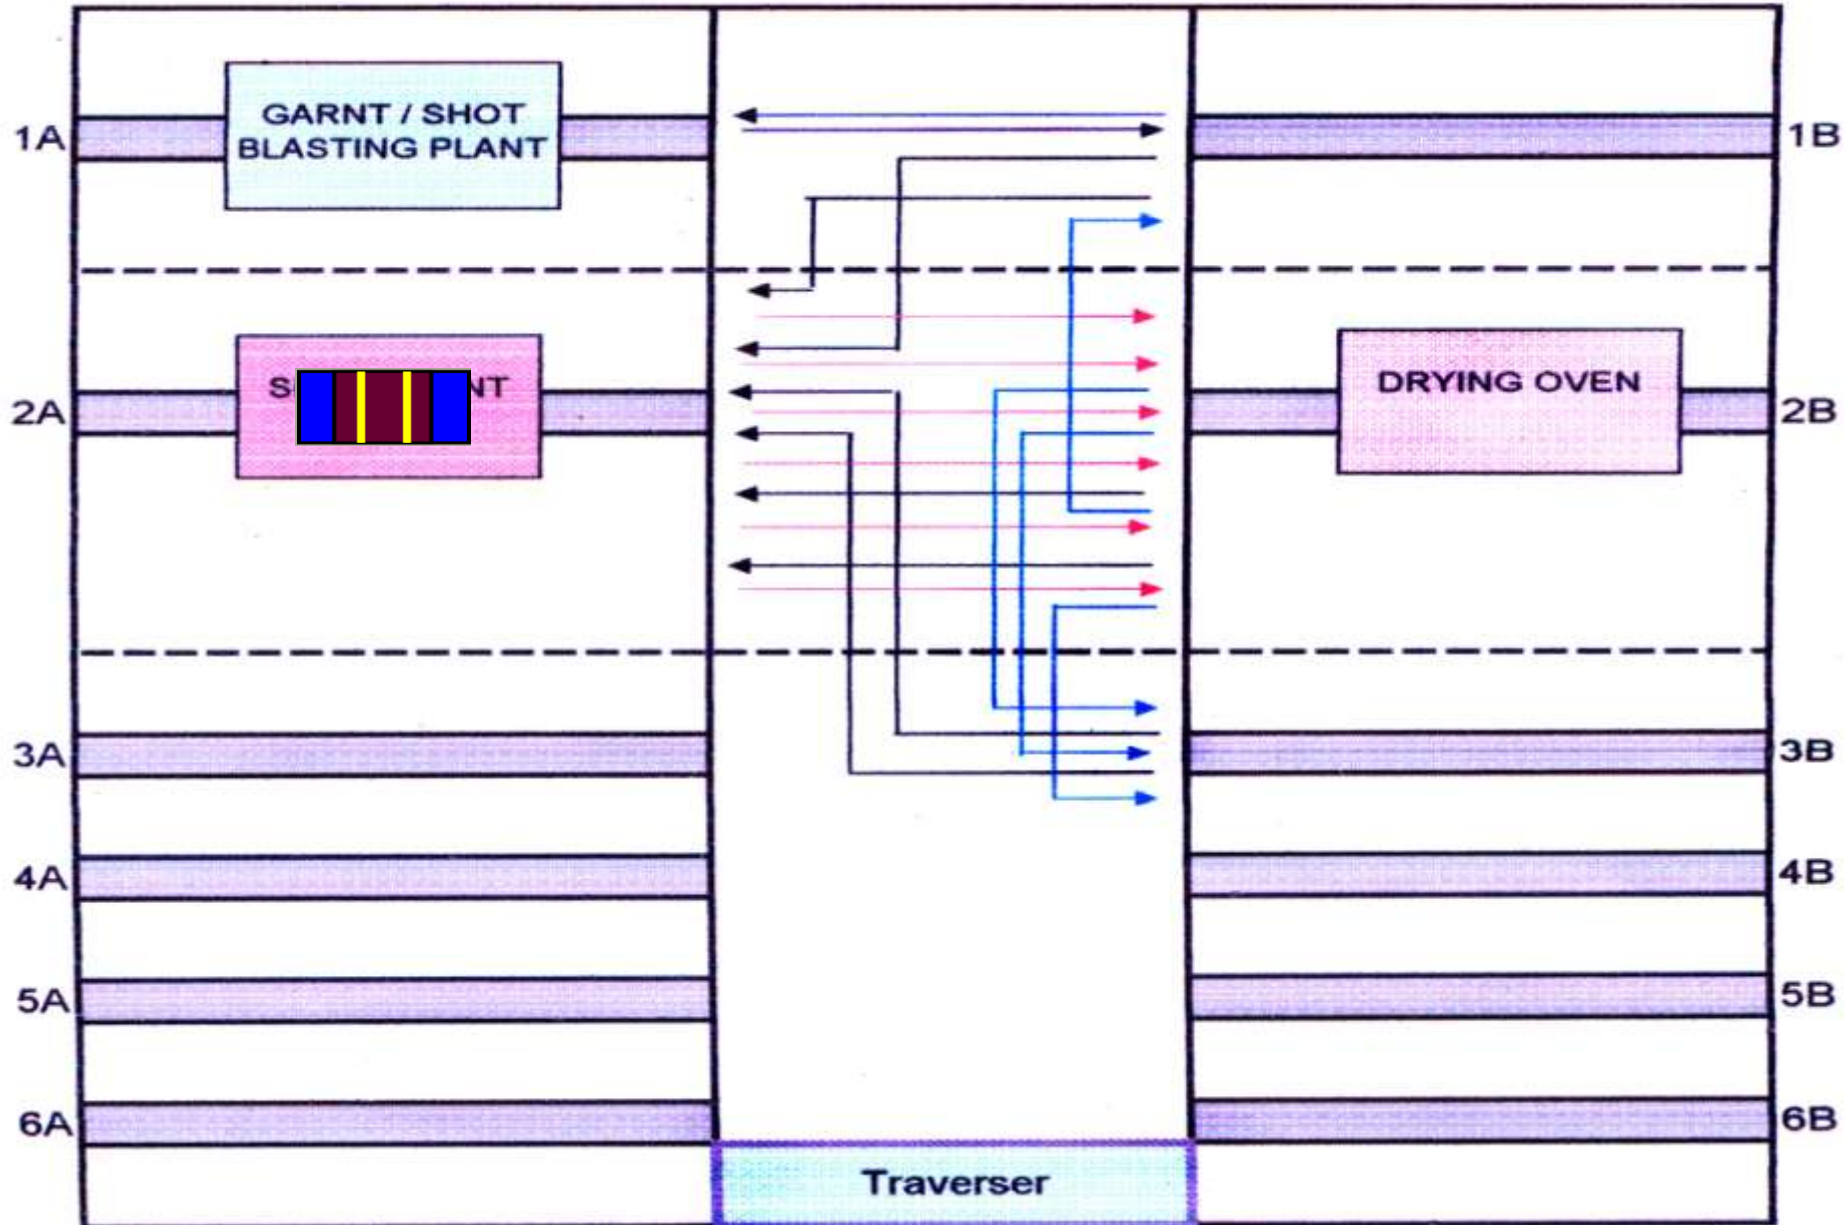 GARNT / SHOT
BLASTING PLANT
1A
1B
2A
DRYING OVEN
2B
3A
3B
4A
4B
5A
5B
6A
6B
Traverser